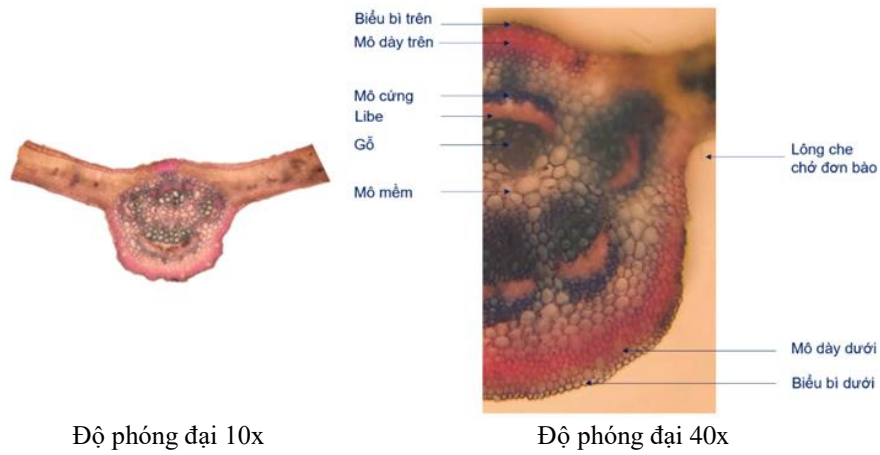 Biểu bì trên
Mô dày trên
Mô cứng
Libe
Gỗ
Mô mềm
Lông che
chở đơn bào
Mô dày dưới
Biểu bì dưới
Độ phóng đại 10x
Độ phóng đại 40x